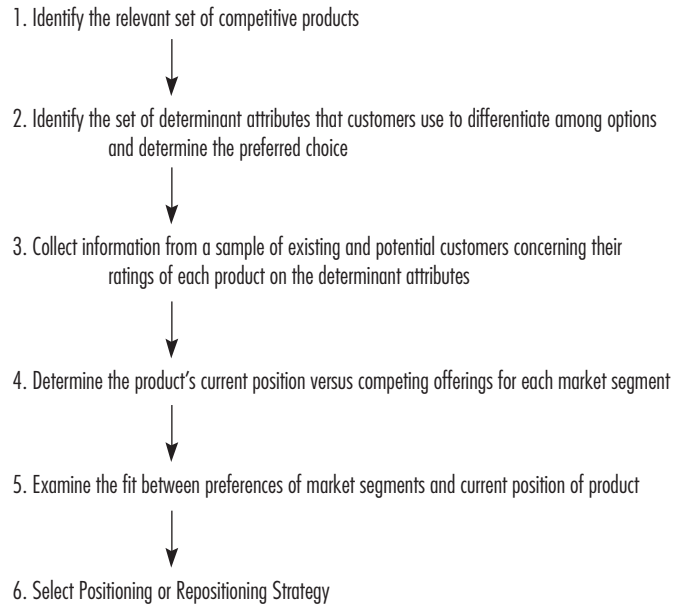 1. Identify the relevant set of competitive products
2. Identify the set of determinant attributes that customers use to differentiate among options
and determine the preferred choice
3. Collect information from a sample of existing and potential customers concerning their
ratings of each product on the determinant attributes
4. Determine the product's current position versus competing offerings for each market segment
5. Examine the fit between preferences of market segments and current position of product
6. Select Positioning or Repositioning Strategy